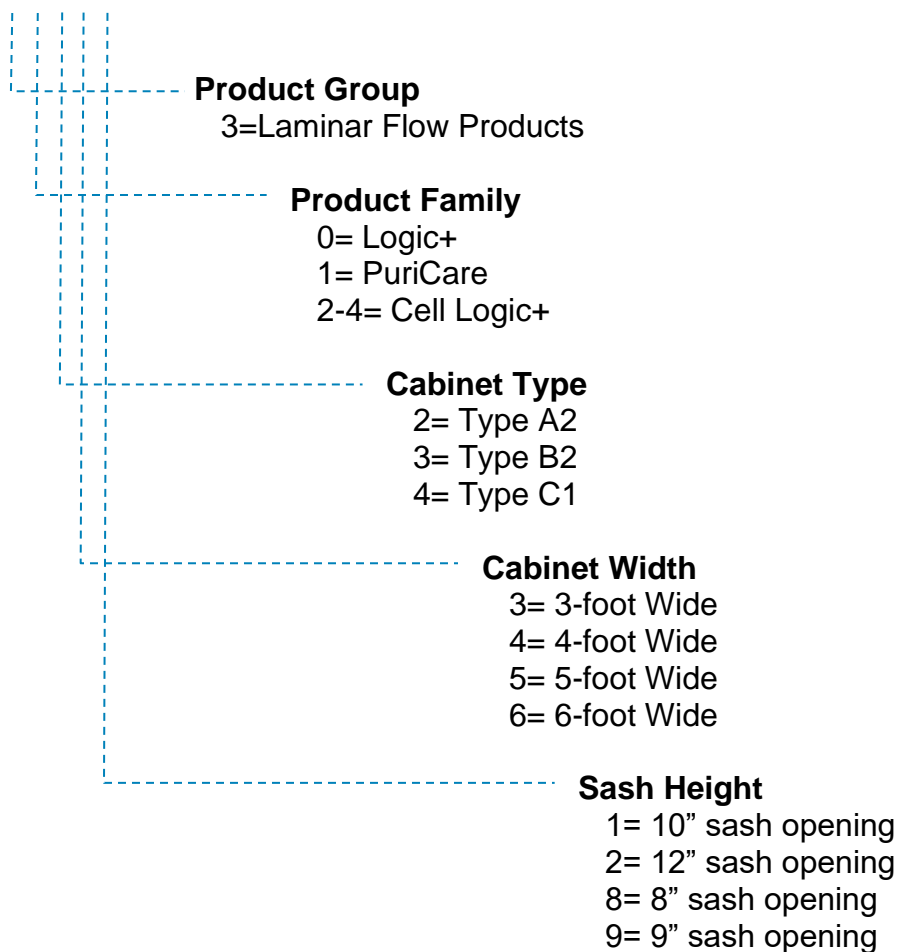 Product Group
3=Laminar Flow Products
Product Family
0= Logic+
1= PuriCare
2-4= Cell Logic+
Cabinet Type
2= Type A2
3= Type B2
4= Type C1
Cabinet Width
3= 3-foot Wide
4= 4-foot Wide
5= 5-foot Wide
6= 6-foot Wide
Sash Height
1= 10” sash opening
2= 12” sash opening
8= 8” sash opening
9= 9” sash opening